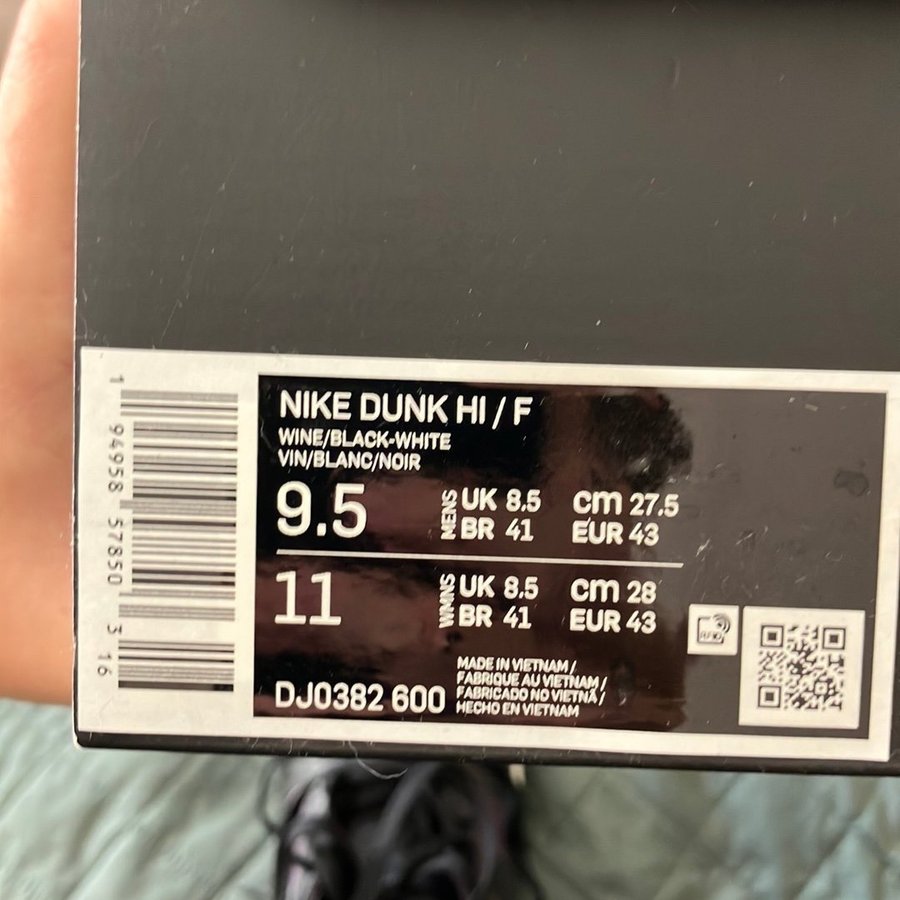 NIKE DUNK HI / F
WINE/BLACK-WHITE
VIN/BLANC/NOIR
9.5 MENS UK 8.5 cm 27.5
BR 41 EUR 43
11 WMNS UK 8.5 cm 28
BR 41 EUR 43
DJ0382 600
MADE IN VIETNAM /
FABRIQUE AU VIETNAM /
FABRICADO NO VIETNÃ /
HECHO EN VIETNAM
RFID
1 94958 57850 3 16